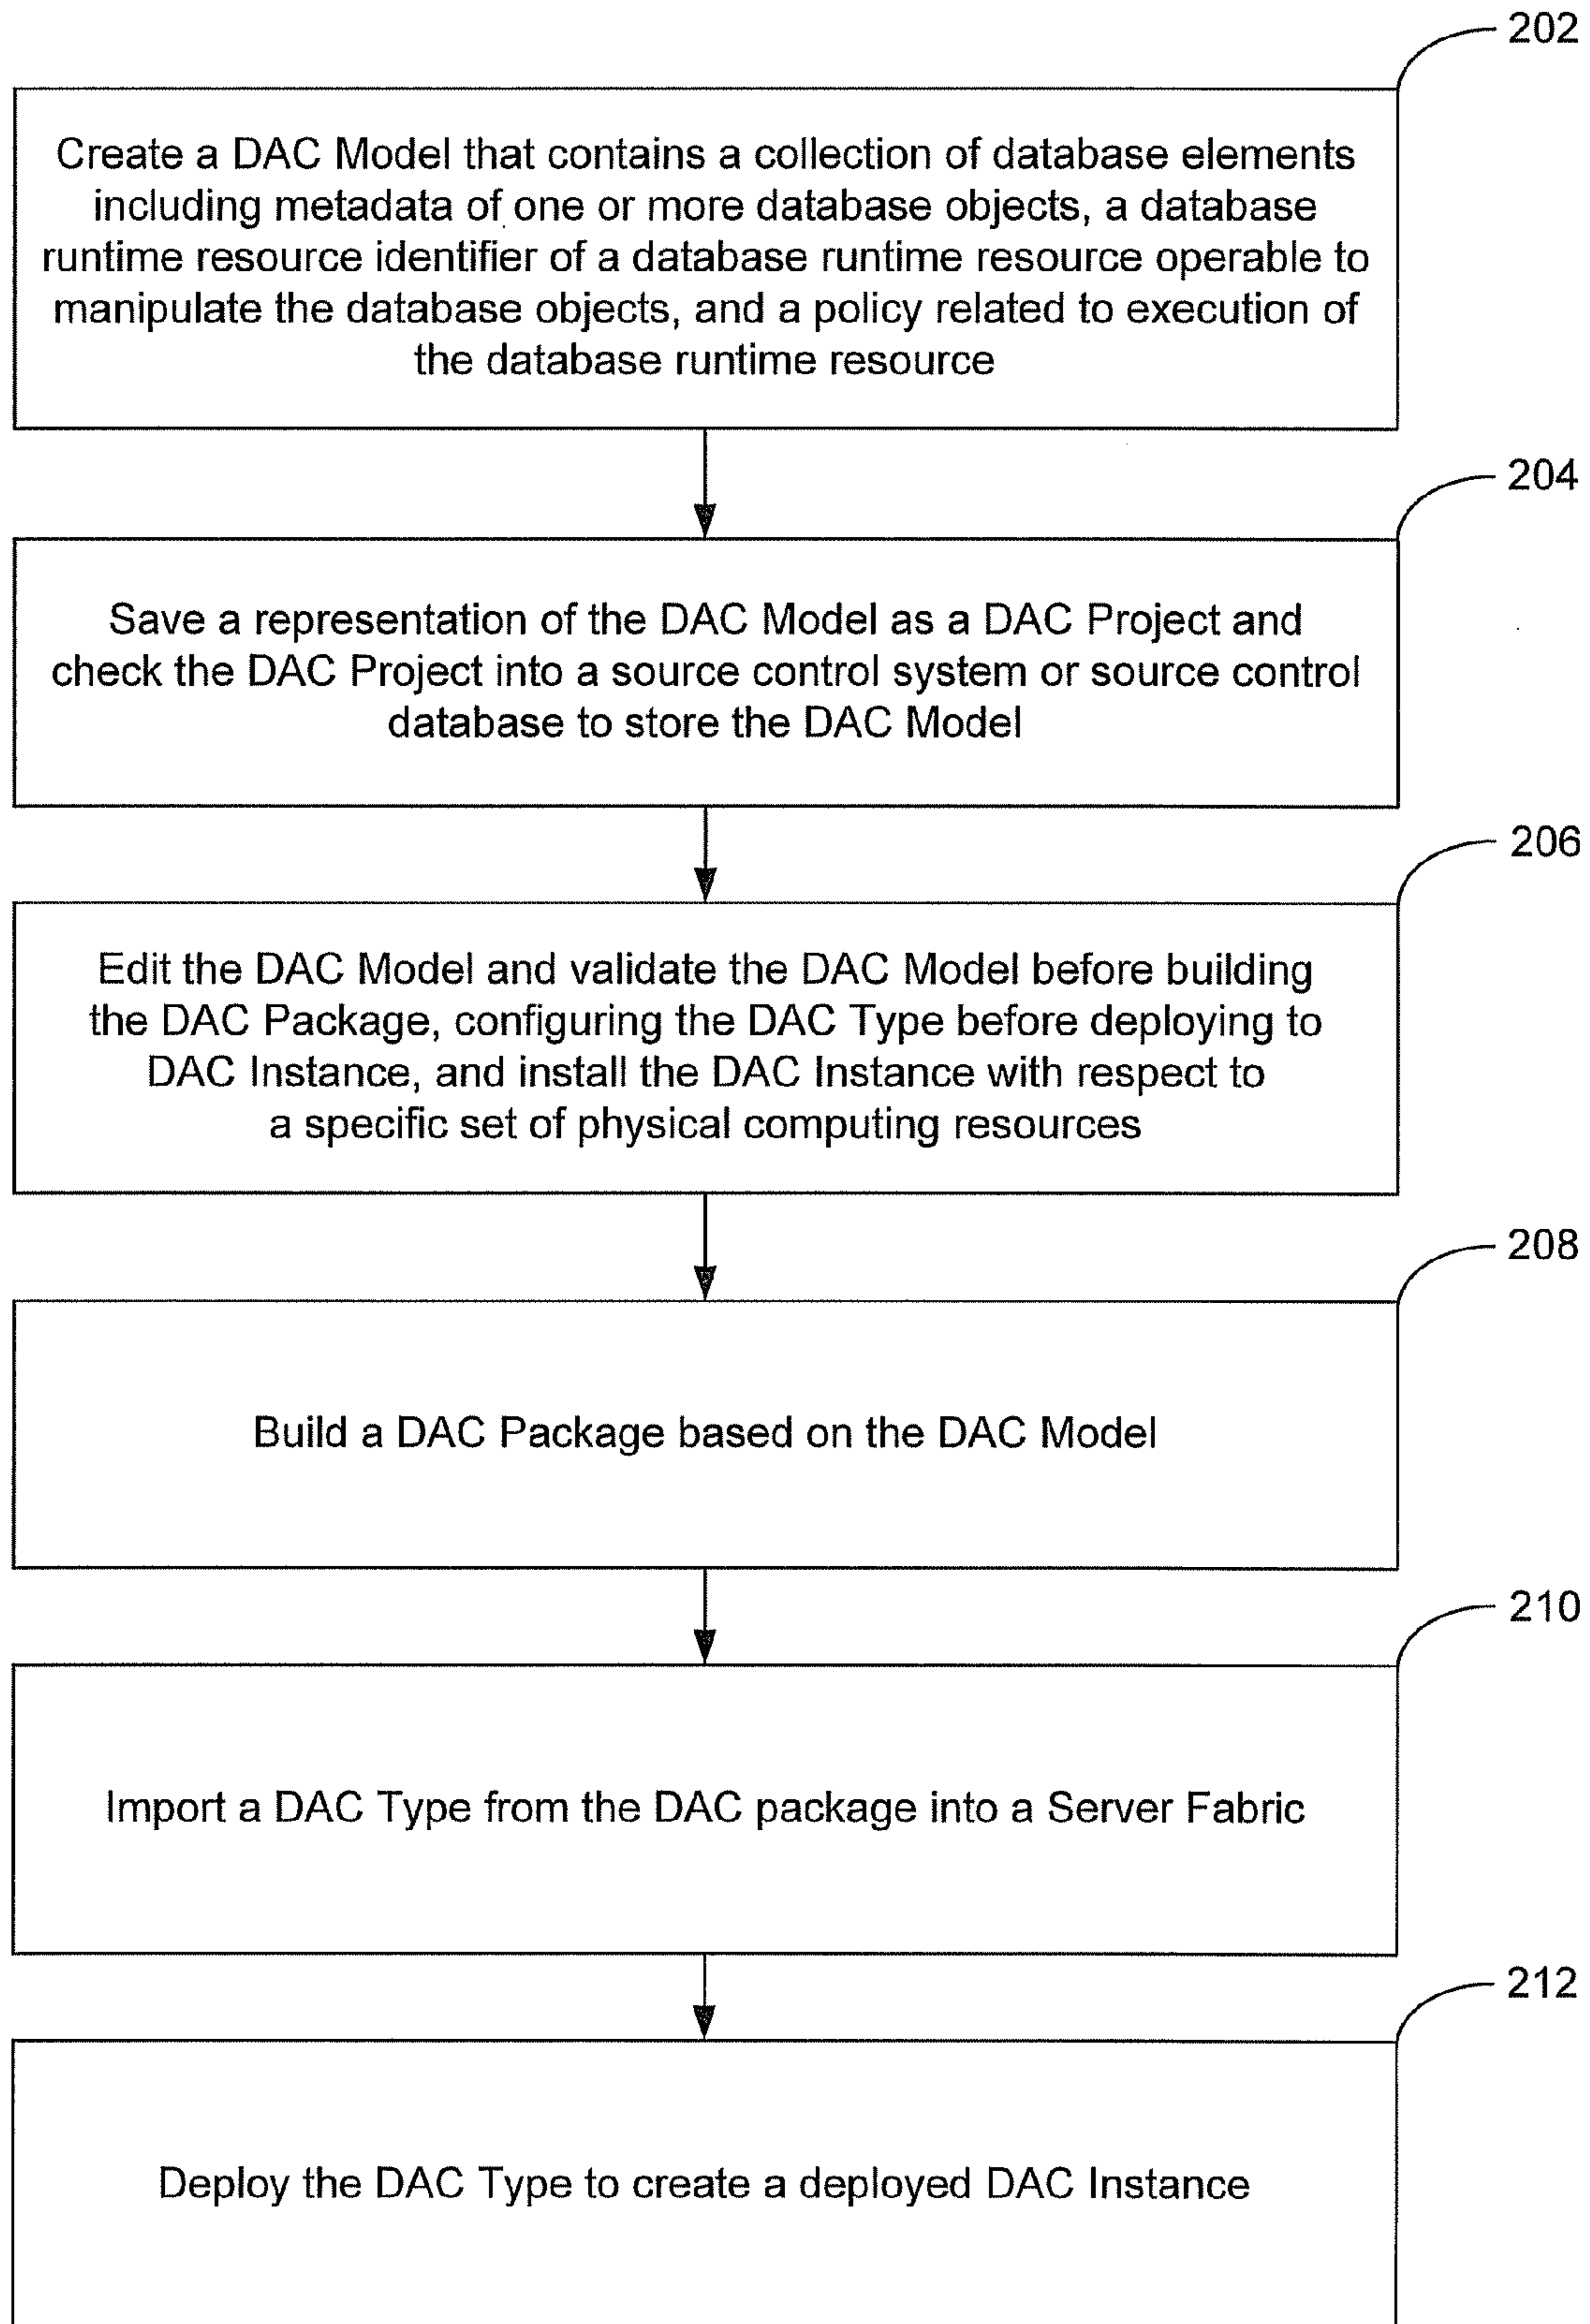 202
Create a DAC Model that contains a collection of database elements
including metadata of one or more database objects, a database
runtime resource identifier of a database runtime resource operable to
manipulate the database objects, and a policy related to execution of
the database runtime resource
204
Save a representation of the DAC Model as a DAC Project and
check the DAC Project into a source control system or source control
database to store the DAC Model
206
Edit the DAC Model and validate the DAC Model before building
the DAC Package, configuring the DAC Type before deploying to
DAC Instance, and install the DAC Instance with respect to
a specific set of physical computing resources
208
Build a DAC Package based on the DAC Model
210
Import a DAC Type from the DAC package into a Server Fabric
212
Deploy the DAC Type to create a deployed DAC Instance